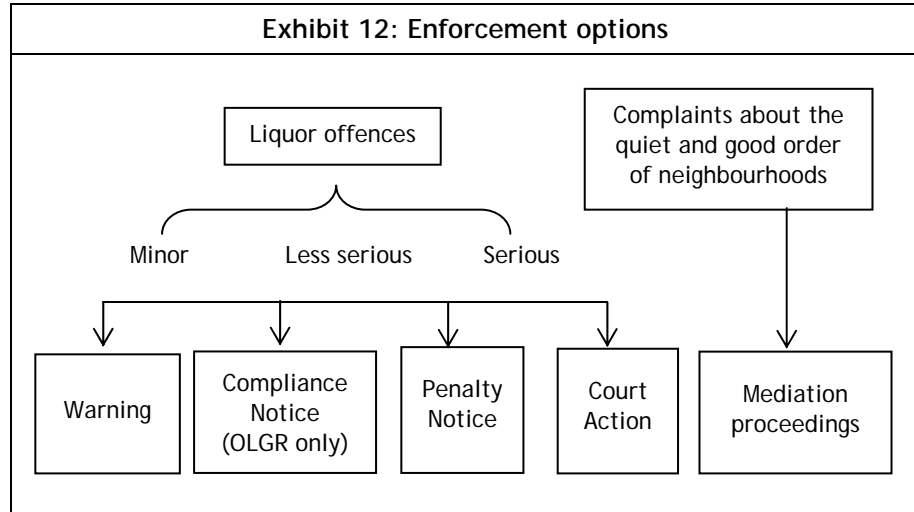 Exhibit 12: Enforcement options
Liquor offences
Complaints about the
quiet and good order
of neighbourhoods
Minor
Less serious
Serious
Warning
Compliance
Notice
(OLGR only)
Penalty
Notice
Court
Action
Mediation
proceedings